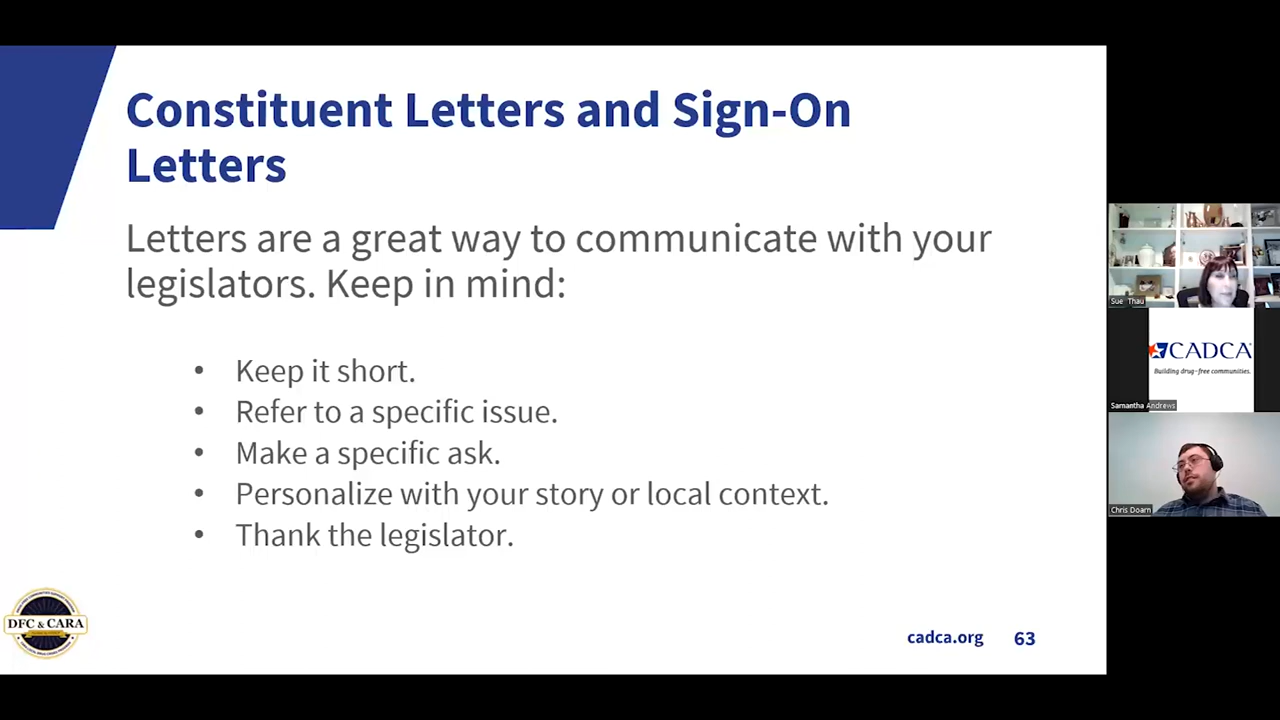 Constituent Letters and Sign-On
Letters
Letters are a great way to communicate with your
legislators. Keep in mind:
• Keep it short.
• Refer to a specific issue.
• Make a specific ask.
• Personalize with your story or local context.
• Thank the legislator.
DFC & CARA
cadca.org 63
Sue Thau
CADCA
Building drug-free communities.
Samantha Andrews
Chris Doarn